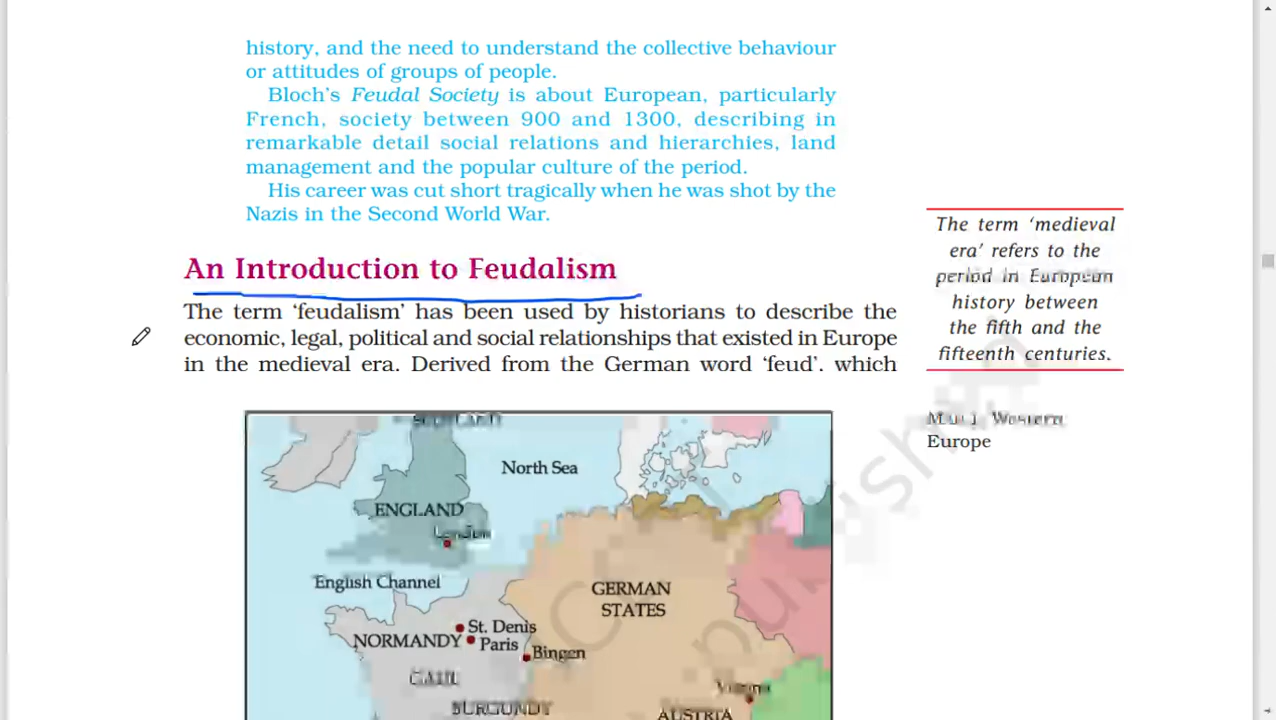 history, and the need to understand the collective behaviour
or attitudes of groups of people.
Bloch's Feudal Society is about European, particularly
French, society between 900 and 1300, describing in
remarkable detail social relations and hierarchies, land
management and the popular culture of the period.
His career was cut short tragically when he was shot by the
Nazis in the Second World War.
An Introduction to Feudalism
The term 'feudalism' has been used by historians to describe the
economic, legal, political and social relationships that existed in Europe
in the medieval era. Derived from the German word 'feud'. which
The term 'medieval
era' refers to the
period in European
history between
the fifth and the
fifteenth centuries.
Western
Europe
North Sea
ENGLAND
London
English Channel
GERMAN
STATES
St. Denis
NORMANDY
Paris
Bingen
GAUL
Vienna
BURGUNDY
AUSTRIA